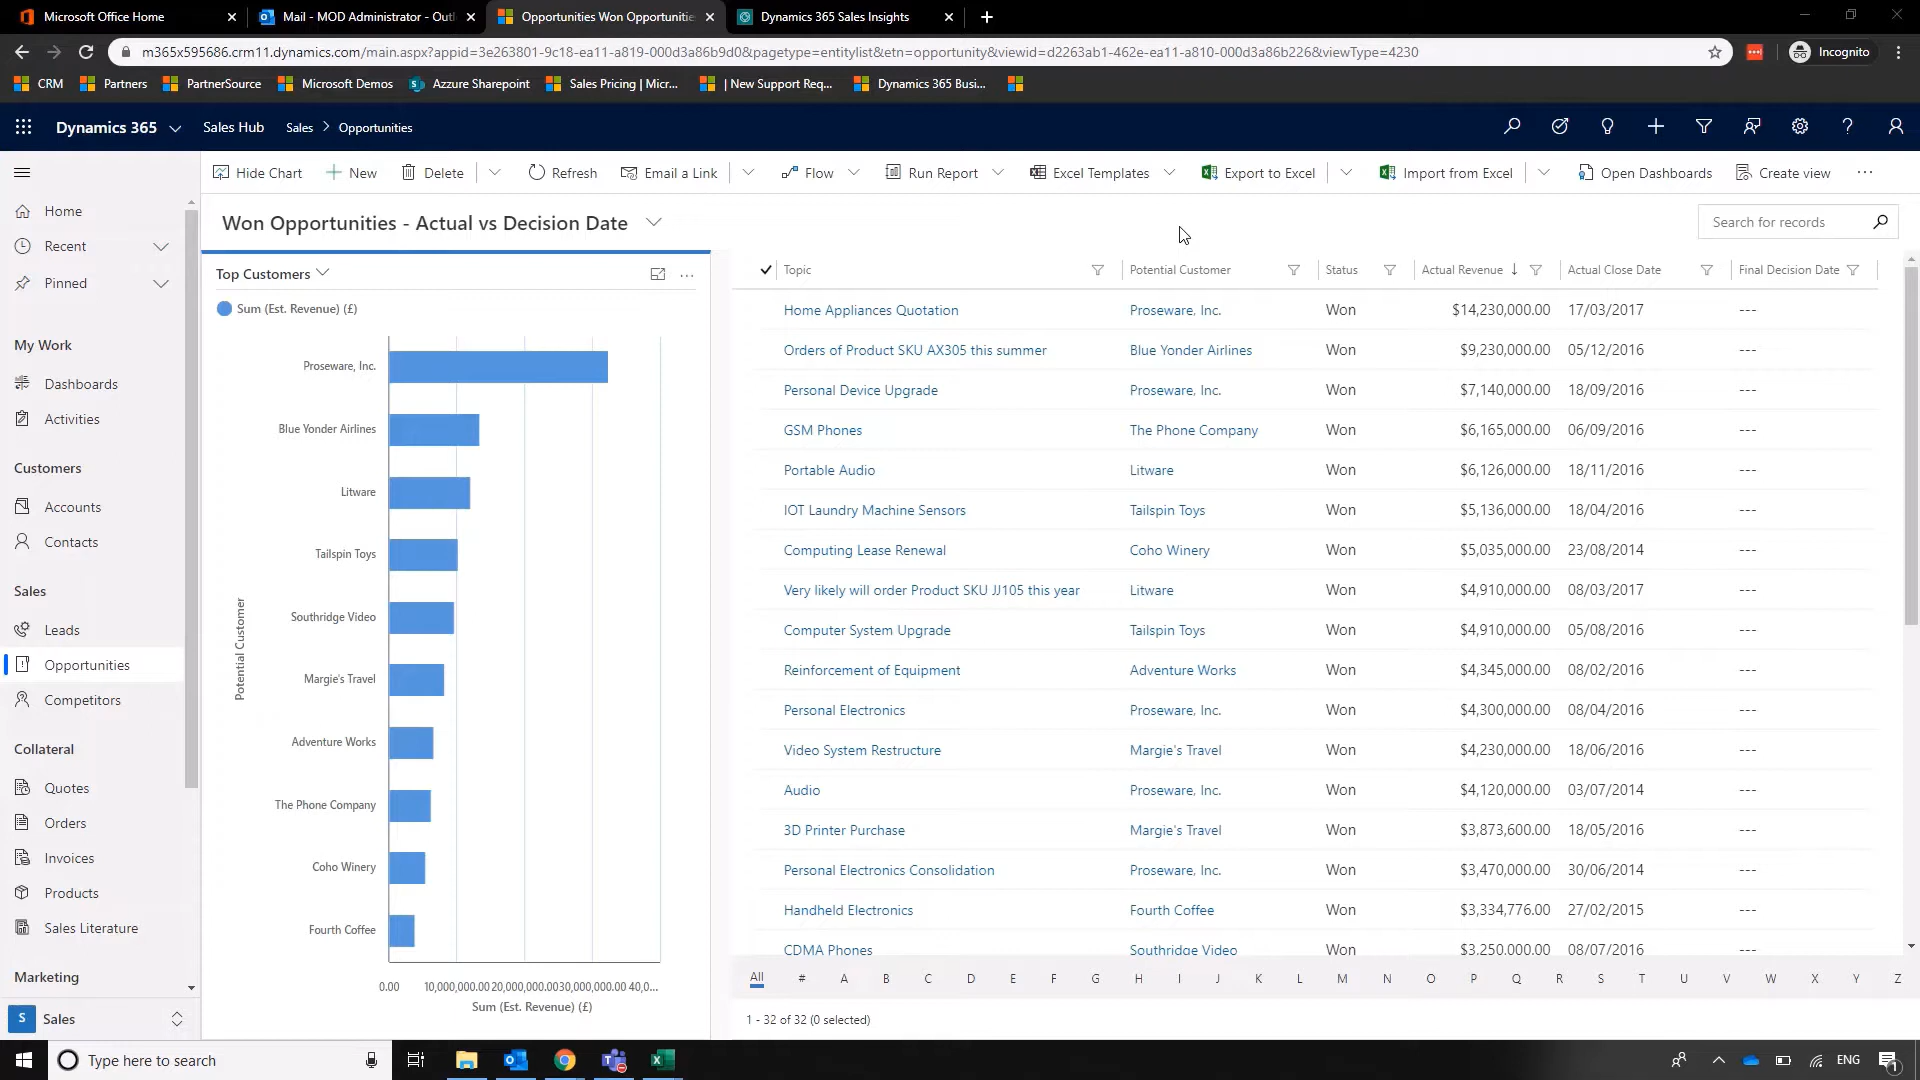 Microsoft Office Home
Mail - MOD Administrator - Outl
Opportunities Won Opportunitie
Dynamics 365 Sales Insights
m365x595686.crm11.dynamics.com/main.aspx?appid=3e263801-9c18-ea11-a819-000d3a86b9d0&pagetype=entitylist&etn=opportunity&viewid=d2263ab1-462e-ea11-a810-000d3a86b226&viewType=4230
Incognito
CRM
Partners
PartnerSource
Microsoft Demos
Azzure Sharepoint
Sales Pricing | Micr...
| New Support Req...
Dynamics 365 Busi...
Dynamics 365
Sales Hub
Sales > Opportunities
Hide Chart
New
Delete
Refresh
Email a Link
Flow
Run Report
Excel Templates
Export to Excel
Import from Excel
Open Dashboards
Create view
Home
Recent
Pinned
My Work
Dashboards
Activities
Customers
Accounts
Contacts
Sales
Leads
Opportunities
Competitors
Collateral
Quotes
Orders
Invoices
Products
Sales Literature
Marketing
S Sales
Won Opportunities - Actual vs Decision Date
Search for records
Top Customers
Sum (Est. Revenue) (£)
Potential Customer
Proseware, Inc.
Blue Yonder Airlines
Litware
Tailspin Toys
Southridge Video
Margie's Travel
Adventure Works
The Phone Company
Coho Winery
Fourth Coffee
0.00 10,000,000.00 20,000,000.00 30,000,000.00 40,0...
Sum (Est. Revenue) (£)
Topic Potential Customer Status Actual Revenue ↓ Actual Close Date Final Decision Date
Home Appliances Quotation Proseware, Inc. Won $14,230,000.00 17/03/2017 ---
Orders of Product SKU AX305 this summer Blue Yonder Airlines Won $9,230,000.00 05/12/2016 ---
Personal Device Upgrade Proseware, Inc. Won $7,140,000.00 18/09/2016 ---
GSM Phones The Phone Company Won $6,165,000.00 06/09/2016 ---
Portable Audio Litware Won $6,126,000.00 18/11/2016 ---
IOT Laundry Machine Sensors Tailspin Toys Won $5,136,000.00 18/04/2016 ---
Computing Lease Renewal Coho Winery Won $5,035,000.00 23/08/2014 ---
Very likely will order Product SKU JJ105 this year Litware Won $4,910,000.00 08/03/2017 ---
Computer System Upgrade Tailspin Toys Won $4,910,000.00 05/08/2016 ---
Reinforcement of Equipment Adventure Works Won $4,345,000.00 08/02/2016 ---
Personal Electronics Proseware, Inc. Won $4,300,000.00 08/04/2016 ---
Video System Restructure Margie's Travel Won $4,230,000.00 18/06/2016 ---
Audio Proseware, Inc. Won $4,120,000.00 03/07/2014 ---
3D Printer Purchase Margie's Travel Won $3,873,600.00 18/05/2016 ---
Personal Electronics Consolidation Proseware, Inc. Won $3,470,000.00 30/06/2014 ---
Handheld Electronics Fourth Coffee Won $3,334,776.00 27/02/2015 ---
CDMA Phones Southridge Video Won $3,250,000.00 08/07/2016 ---
All # A B C D E F G H I J K L M N O P Q R S T U V W X Y Z
1 - 32 of 32 (0 selected)
Type here to search
ENG
1